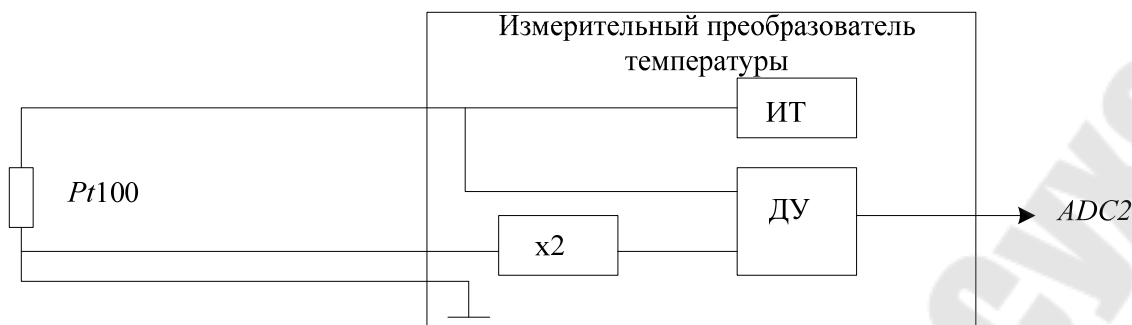 Измерительный преобразователь
температуры
ИТ
Pt100
ДУ
ADC2
x2